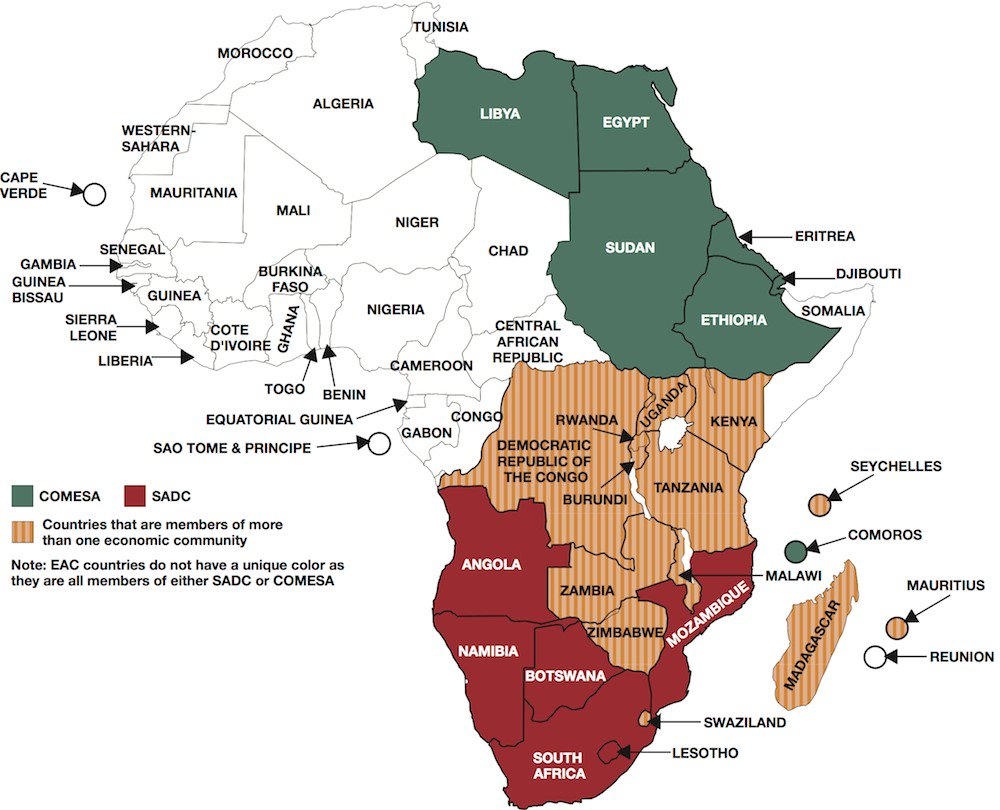 TUNISIA
MOROCCO
ALGERIA
LIBYA
EGYPT
WESTERN-
SAHARA
CAPE
VERDE
MAURITANIA
MALI
NIGER
CHAD
SUDAN
ERITREA
SENEGAL
GAMBIA
GUINEA
BISSAU
GUINEA
BURKINA
FASO
DJIBOUTI
SOMALIA
SIERRA
LEONE
COTE
D'IVOIRE
GHANA
NIGERIA
ETHIOPIA
LIBERIA
CENTRAL
AFRICAN
REPUBLIC
TOGO
BENIN
CAMEROON
EQUATORIAL GUINEA
CONGO
GABON
SAO TOME & PRINCIPE
RWANDA
UGANDA
KENYA
DEMOCRATIC
REPUBLIC OF
THE CONGO
BURUNDI
TANZANIA
SEYCHELLES
COMOROS
COMESA
SADC
Countries that are members of more
than one economic community
Note: EAC countries do not have a unique color as
they are all members of either SADC or COMESA
ANGOLA
ZAMBIA
MALAWI
MOZAMBIQUE
MAURITIUS
MADAGASCAR
REUNION
NAMIBIA
ZIMBABWE
BOTSWANA
SWAZILAND
LESOTHO
SOUTH
AFRICA